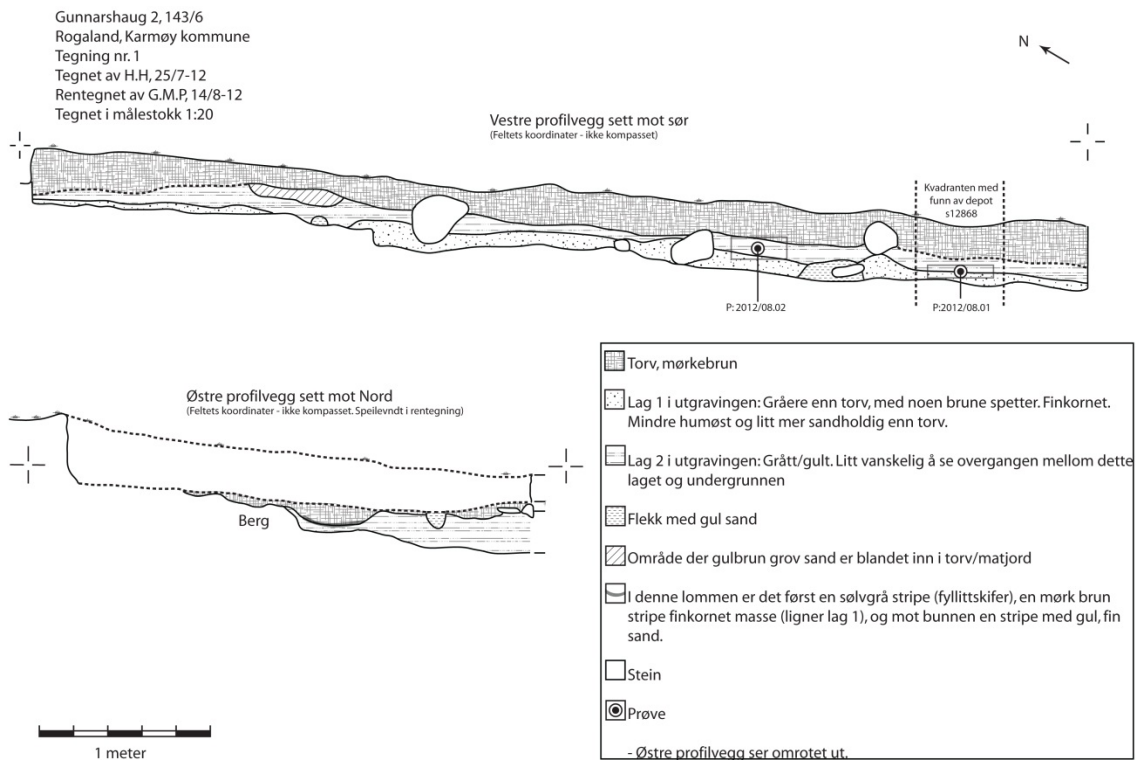 Gunnarshaug 2, 143/6
Rogaland, Karmøy kommune
Tegning nr. 1
Tegnet av H.H, 25/7-12
Rentegnet av G.M.P, 14/8-12
Tegnet i målestokk 1:20
N
Vestre profilvegg sett mot sør
(Feltets koordinater - ikke kompasset)
Kvadranten med
funn av depot
s12868
P: 2012/08.02
P:2012/08.01
Østre profilvegg sett mot Nord
(Feltets koordinater - ikke kompasset. Speilevndt i rentegning)
Berg
1 meter
Torv, mørkebrun
Lag 1 i utgravingen: Gråere enn torv, med noen brune spetter. Finkornet.
Mindre humøst og litt mer sandholdig enn torv.
Lag 2 i utgravingen: Grått/gult. Litt vanskelig å se overgangen mellom dette
laget og undergrunnen
Flekk med gul sand
Område der gulbrun grov sand er blandet inn i torv/matjord
I denne lommen er det først en sølvgrå stripe (fyllittskifer), en mørk brun
stripe finkornet masse (ligner lag 1), og mot bunnen en stripe med gul, fin
sand.
Stein
Prøve
- Østre profilvegg ser omrotet ut.